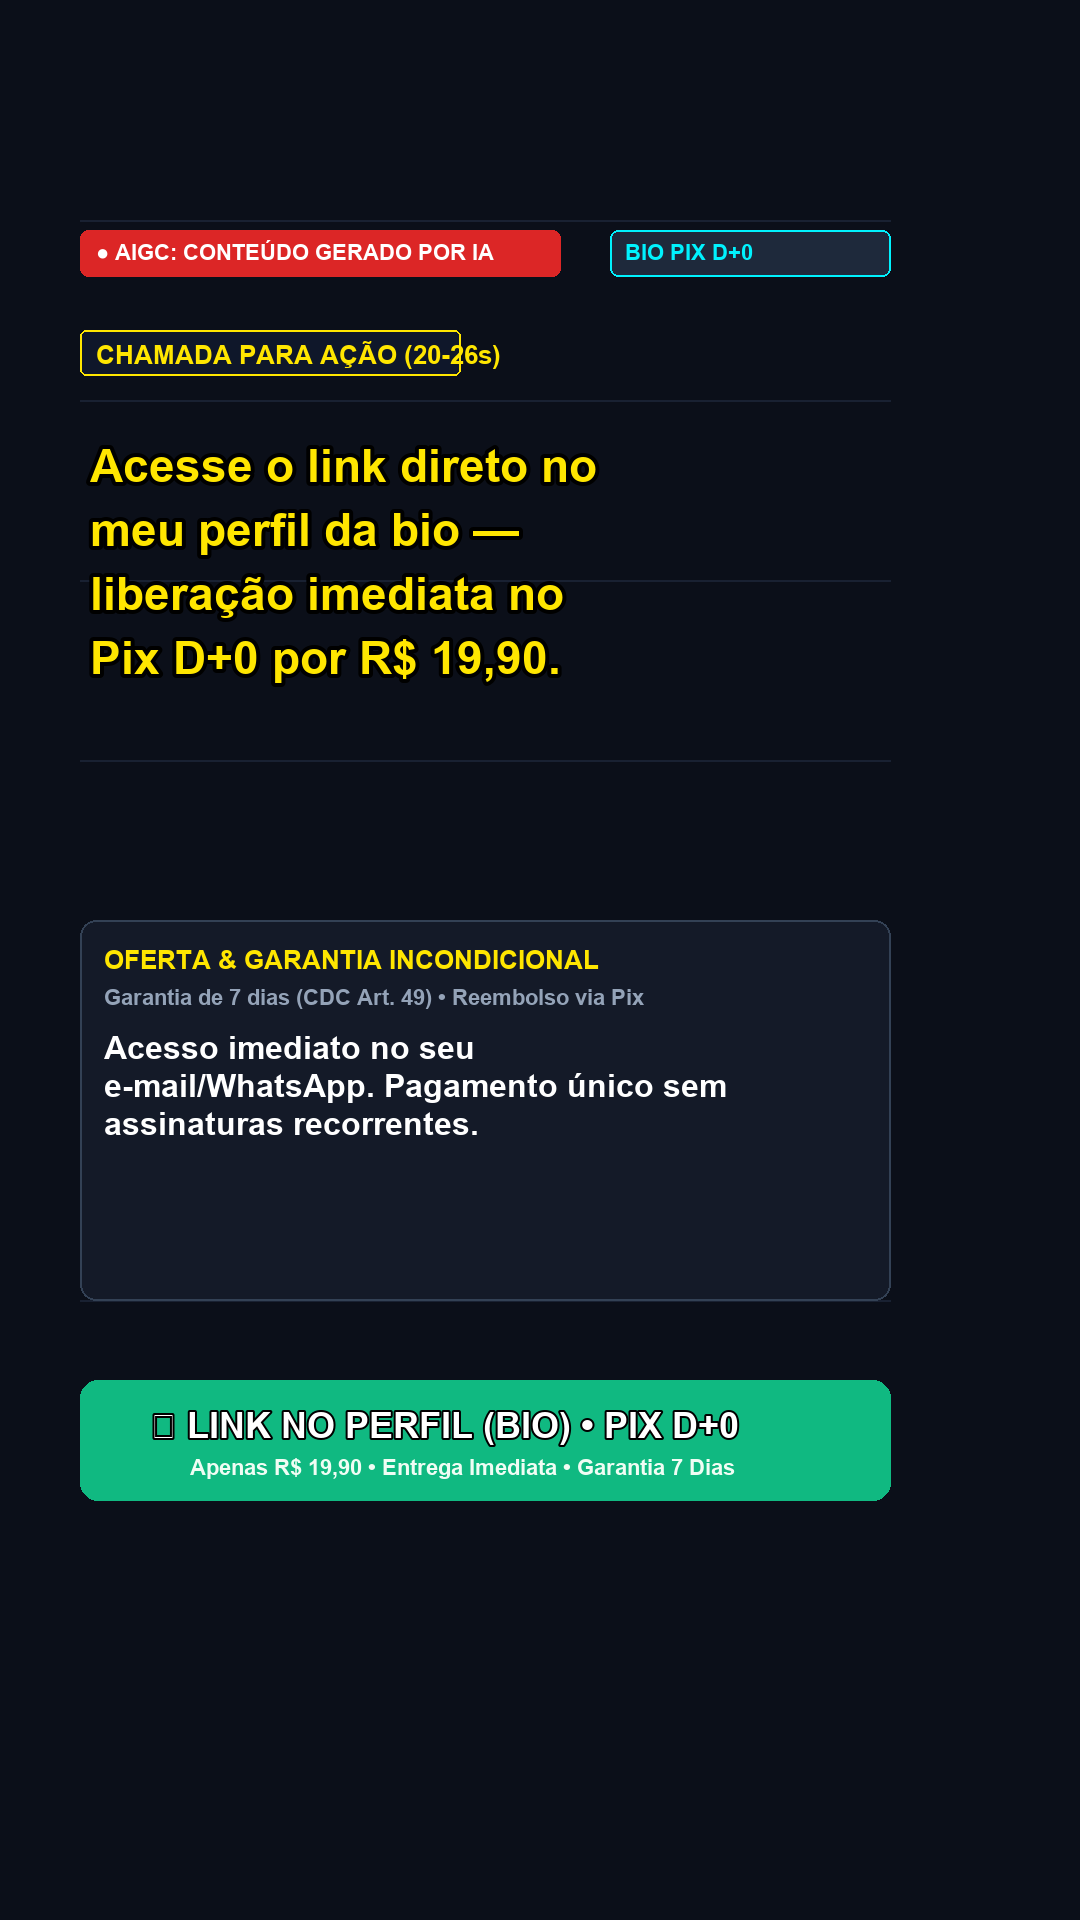 ● AIGC: CONTEÚDO GERADO POR IA
BIO PIX D+0
CHAMADA PARA AÇÃO (20-26s)
Acesse o link direto no
meu perfil da bio —
liberação imediata no
Pix D+0 por R$ 19,90.
OFERTA & GARANTIA INCONDICIONAL
Garantia de 7 dias (CDC Art. 49) • Reembolso via Pix
Acesso imediato no seu
e-mail/WhatsApp. Pagamento único sem
assinaturas recorrentes.
LINK NO PERFIL (BIO) • PIX D+0
Apenas R$ 19,90 • Entrega Imediata • Garantia 7 Dias